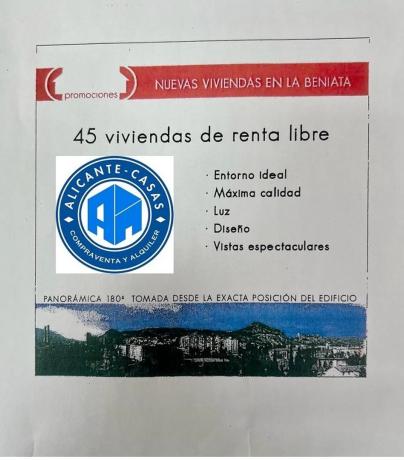 promociones
NUEVAS VIVIENDAS EN LA BENIATA
45 viviendas de renta libre
ALICANTE-CASAS
COMPRAVENTA Y ALQUILER
· Entorno ideal
· Máxima calidad
· Luz
· Diseño
· Vistas espectaculares
PANORÁMICA 180º TOMADA DESDE LA EXACTA POSICIÓN DEL EDIFICIO